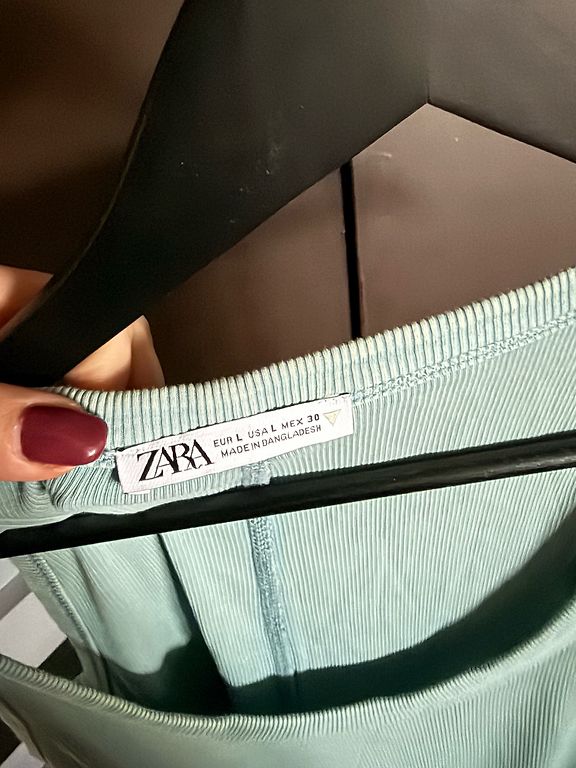 ZARA
EUR L USA L MEX 30
MADE IN BANGLADESH